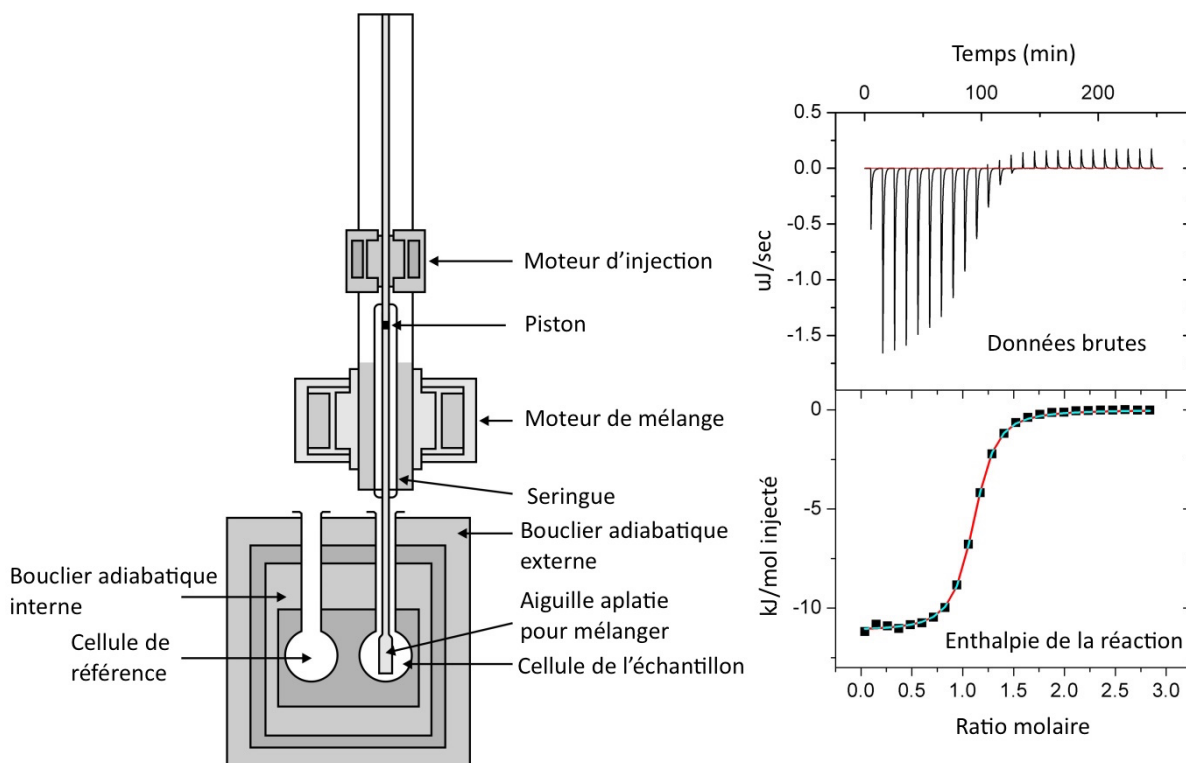 Moteur d'injection
Piston
Moteur de mélange
Seringue
Bouclier adiabatique
externe
Bouclier adiabatique
interne
Aiguille aplatie
pour mélanger
Cellule de
référence
Cellule de l'échantillon
Temps (min)
0 100 200
0.5
0.0
-0.5
-1.0
-1.5
uJ/sec
Données brutes
0
-5
-10
kJ/mol injecté
Enthalpie de la réaction
0.0 0.5 1.0 1.5 2.0 2.5 3.0
Ratio molaire